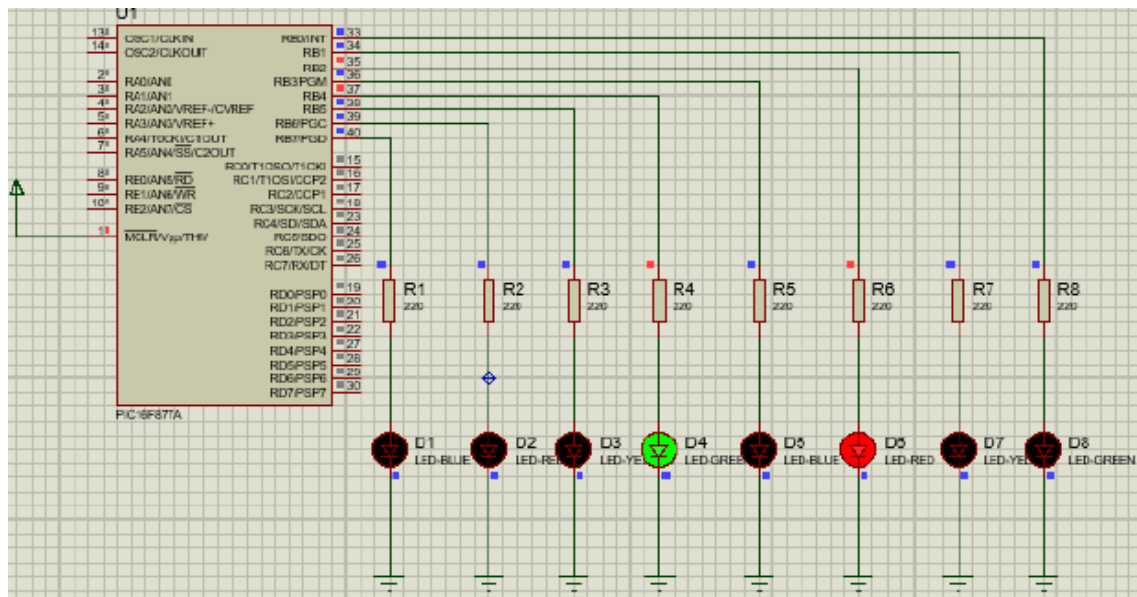 U1
13 OSC1/CLKIN
14 OSC2/CLKOUT
2 RA0/AN0
3 RA1/AN1
4 RA2/AN2/VREF-/CVREF
5 RA3/AN3/VREF+
6 RA4/T0CKI/C1OUT
7 RA5/AN4/SS/C2OUT
8 RE0/AN5/RD
9 RE1/AN6/WR
10 RE2/AN7/CS
1 MCLR/Vpp/THV
RB0/INT 33
RB1 34
RB2 35
RB3/PGM 36
RB4 37
RB5 38
RB6/PGC 39
RB7/PGD 40
RC0/T1OSO/T1CKI 15
RC1/T1OSI/CCP2 16
RC2/CCP1 17
RC3/SCK/SCL 18
RC4/SDI/SDA 23
RC5/SDO 24
RC6/TX/CK 25
RC7/RX/DT 26
RD0/PSP0 19
RD1/PSP1 20
RD2/PSP2 21
RD3/PSP3 22
RD4/PSP4 27
RD5/PSP5 28
RD6/PSP6 29
RD7/PSP7 30
PIC16F877A
R1 R2 R3 R4 R5 R6 R7 R8
220 220 220 220 220 220 220 220
D1 D2 D3 D4 D5 D6 D7 D8
LED-BLUE LED-RE LED-YE LED-GREE LED-BLUE LED-RED LED-YE LED-GREEN